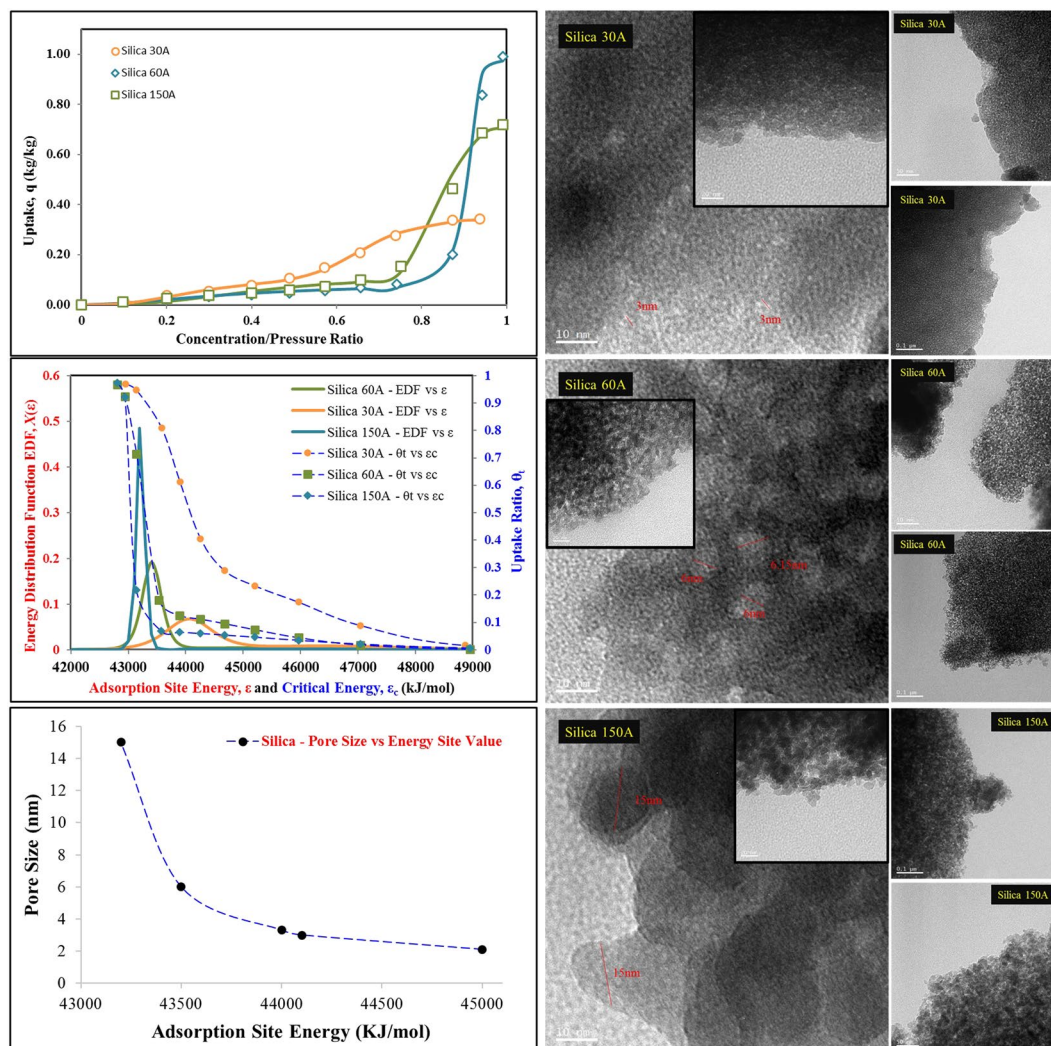 Silica 30A
Silica 60A
Silica 150A
1.00
0.80
0.60
0.40
0.20
0.00
Uptake, q (kg/kg)
0 0.2 0.4 0.6 0.8 1
Concentration/Pressure Ratio
0.6
0.5
0.4
0.3
0.2
0.1
0
Energy Distribution Function EDF, X(ε)
Silica 60A - EDF vs ε
Silica 30A - EDF vs ε
Silica 150A - EDF vs ε
Silica 30A - θt vs εc
Silica 60A - θt vs εc
Silica 150A - θt vs εc
1
0.9
0.8
0.7
0.6
0.5
0.4
0.3
0.2
0.1
0
Uptake Ratio, θt
42000 43000 44000 45000 46000 47000 48000 49000
Adsorption Site Energy, ε and Critical Energy, εc (kJ/mol)
16
14
12
10
8
6
4
2
0
Pore Size (nm)
Silica - Pore Size vs Energy Site Value
43000 43500 44000 44500 45000
Adsorption Site Energy (KJ/mol)
Silica 30A
3nm
3nm
10 nm
Silica 30A
Silica 30A
0.1 µm
Silica 60A
6nm
10 nm
Silica 60A
Silica 60A
0.1 µm
Silica 150A
15nm
15nm
10 nm
Silica 150A
0.1 µm
Silica 150A